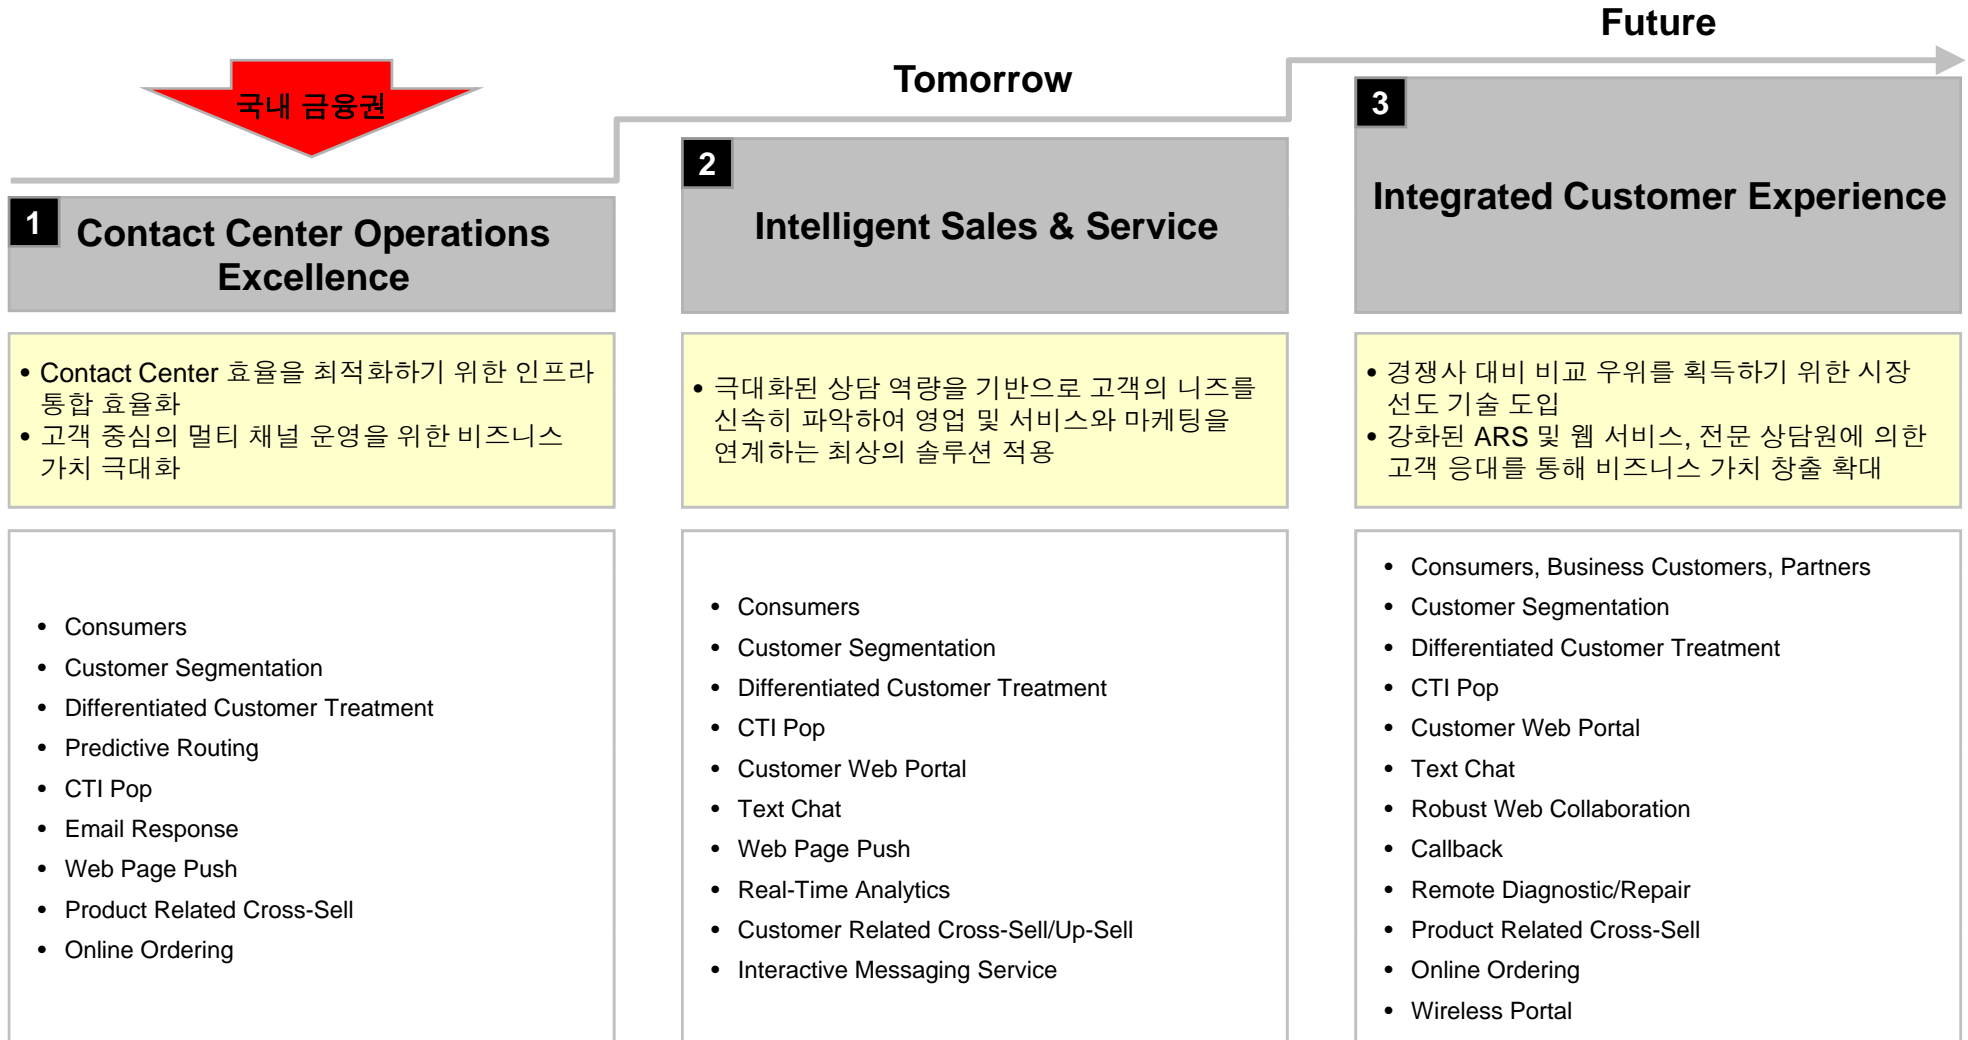 Future
Tomorrow
국내 금융권
1
Contact Center Operations
Excellence
• Contact Center 효율을 최적화하기 위한 인프라
통합 효율화
• 고객 중심의 멀티 채널 운영을 위한 비즈니스
가치 극대화
• Consumers
• Customer Segmentation
• Differentiated Customer Treatment
• Predictive Routing
• CTI Pop
• Email Response
• Web Page Push
• Product Related Cross-Sell
• Online Ordering
2
Intelligent Sales & Service
• 극대화된 상담 역량을 기반으로 고객의 니즈를
신속히 파악하여 영업 및 서비스와 마케팅을
연계하는 최상의 솔루션 적용
• Consumers
• Customer Segmentation
• Differentiated Customer Treatment
• CTI Pop
• Customer Web Portal
• Text Chat
• Web Page Push
• Real-Time Analytics
• Customer Related Cross-Sell/Up-Sell
• Interactive Messaging Service
3
Integrated Customer Experience
• 경쟁사 대비 비교 우위를 획득하기 위한 시장
선도 기술 도입
• 강화된 ARS 및 웹 서비스, 전문 상담원에 의한
고객 응대를 통해 비즈니스 가치 창출 확대
• Consumers, Business Customers, Partners
• Customer Segmentation
• Differentiated Customer Treatment
• CTI Pop
• Customer Web Portal
• Text Chat
• Robust Web Collaboration
• Callback
• Remote Diagnostic/Repair
• Product Related Cross-Sell
• Online Ordering
• Wireless Portal